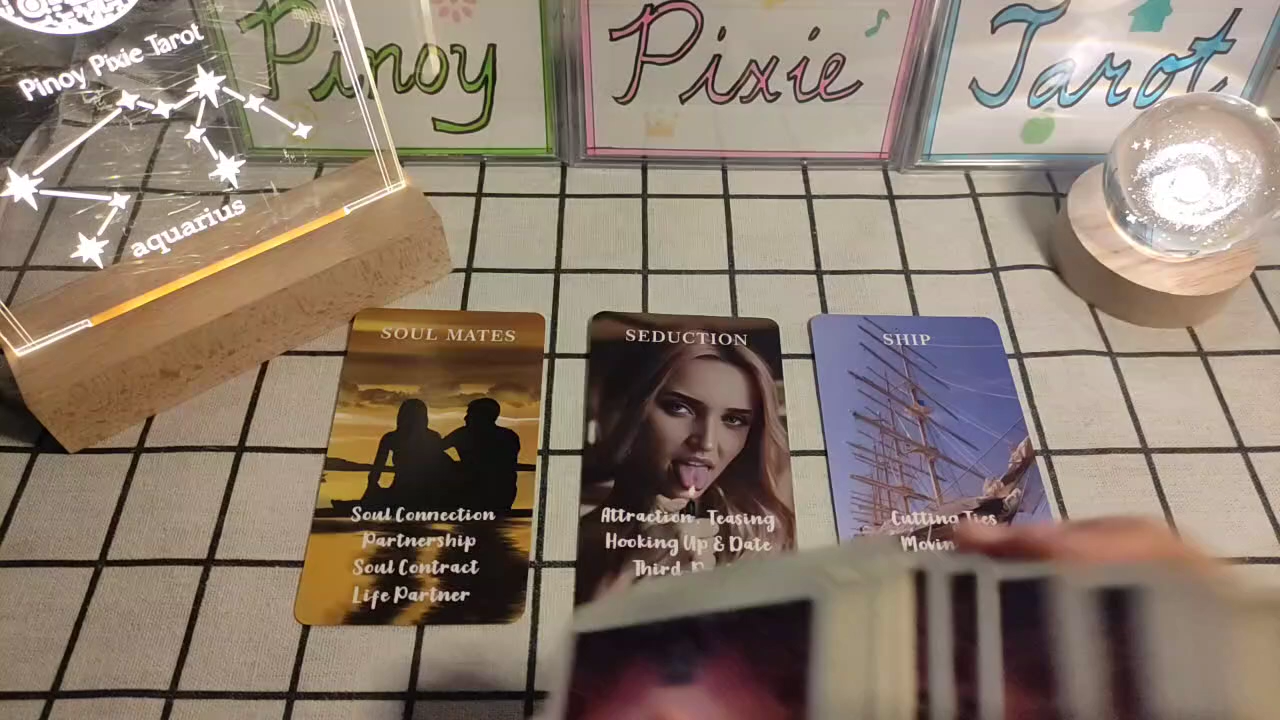 Pinoy Pixie Tarot
Pinoy Pixie Tarot
aquarius
SOUL MATES
Soul Connection
Partnership
Soul Contract
Life Partner
SEDUCTION
Attraction, Teasing
Hooking Up & Date
Third
SHIP
Cutting Ties